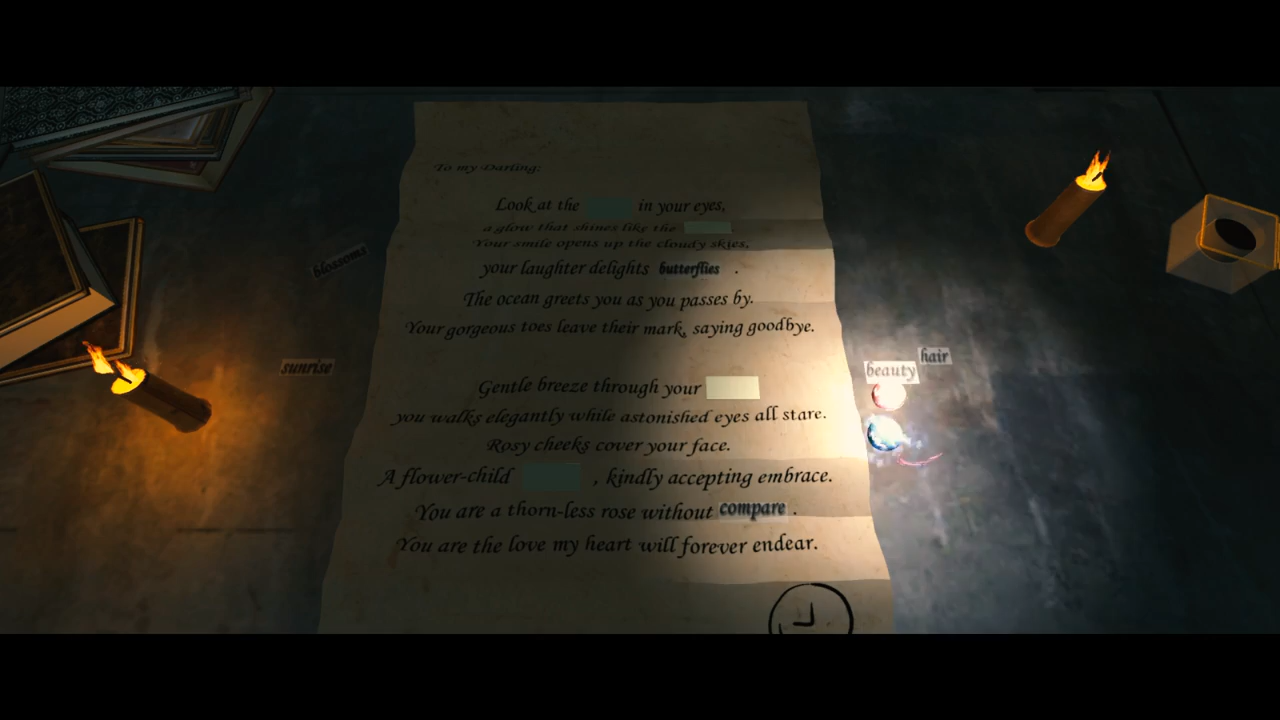 To my Darling:
Look at the in your eyes,
a glow that shines like the
Your smile opens up the cloudy skies,
your laughter delights butterflies .
The ocean greets you as you passes by.
Your gorgeous toes leave their mark, saying goodbye.
Gentle breeze through your
you walks elegantly while astonished eyes all stare.
Rosy cheeks cover your face.
A flower-child , kindly accepting embrace.
You are a thorn-less rose without compare .
You are the love my heart will forever endear.
blossoms
sunrise
hair
beauty